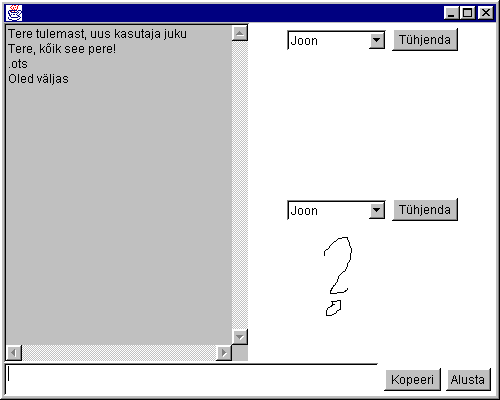 Tere tulemast, uus kasutaja juku
Tere, kõik see pere!
.ots
Oled väljas
Joon
Tühjenda
Joon
Tühjenda
?
Kopeeri
Alusta